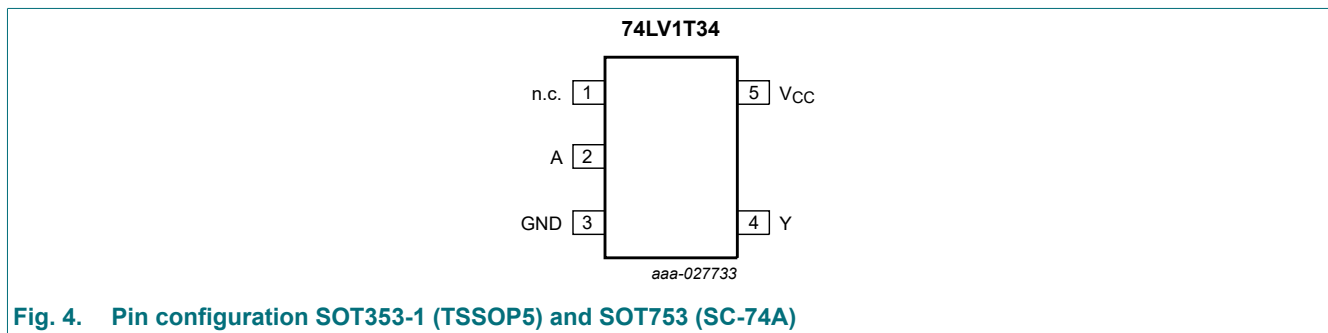 74LV1T34
n.c. 1 5 VCC
A 2
GND 3 4 Y
aaa-027733
Fig. 4. Pin configuration SOT353-1 (TSSOP5) and SOT753 (SC-74A)